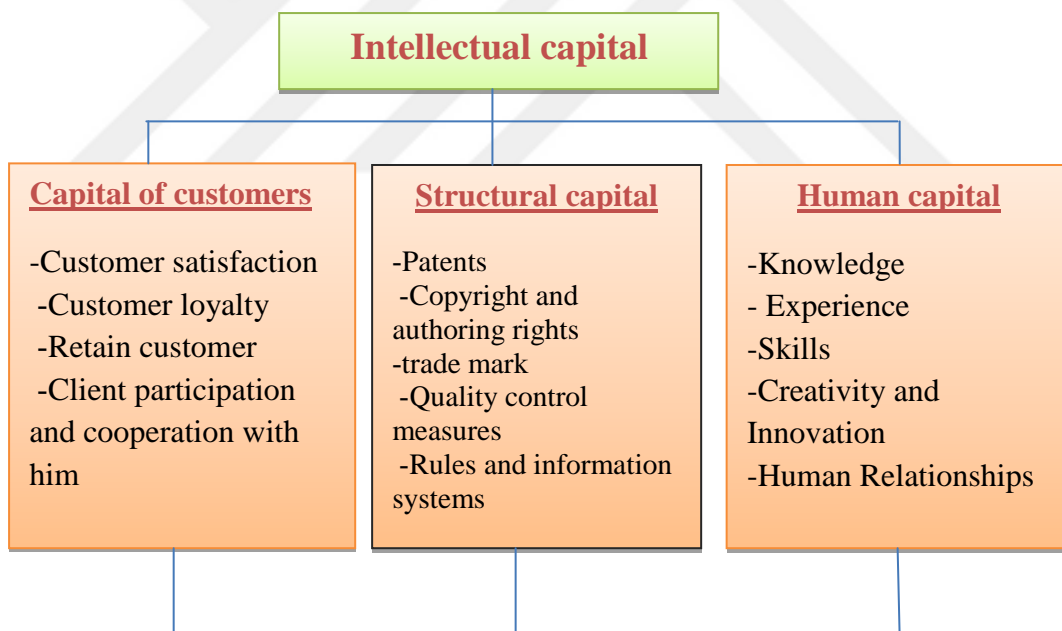 Intellectual capital
Capital of customers
-Customer satisfaction
-Customer loyalty
-Retain customer
-Client participation
and cooperation with
him
Structural capital
-Patents
-Copyright and
authoring rights
-trade mark
-Quality control
measures
-Rules and information
systems
Human capital
-Knowledge
- Experience
-Skills
-Creativity and
Innovation
-Human Relationships